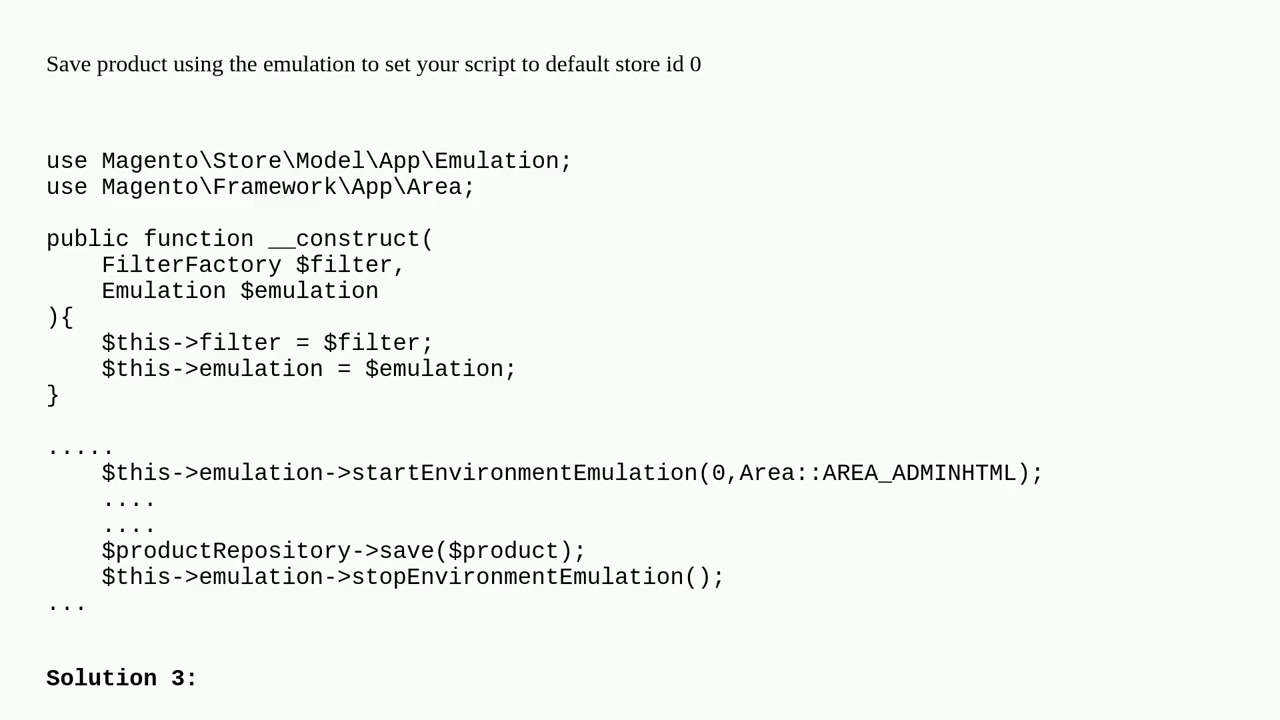 Save product using the emulation to set your script to default store id 0
use Magento\Store\Model\App\Emulation;
use Magento\Framework\App\Area;
public function __construct(
    FilterFactory $filter,
    Emulation $emulation
){
    $this->filter = $filter;
    $this->emulation = $emulation;
}
.....
    $this->emulation->startEnvironmentEmulation(0,Area::AREA_ADMINHTML);
    ....
    ....
    $productRepository->save($product);
    $this->emulation->stopEnvironmentEmulation();
...
Solution 3: